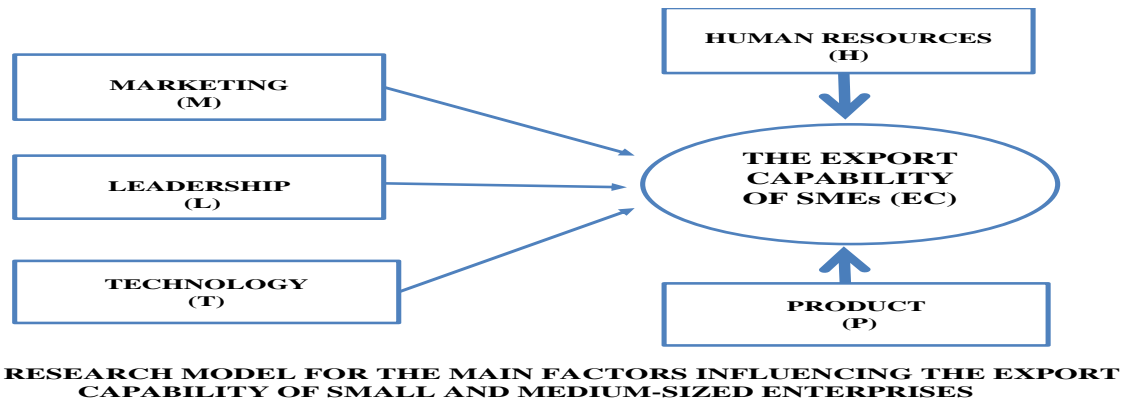 HUMAN RESOURCES
(H)
MARKETING
(M)
THE EXPORT
CAPABILITY
OF SMEs (EC)
LEADERSHIP
(L)
TECHNOLOGY
(T)
PRODUCT
(P)
RESEARCH MODEL FOR THE MAIN FACTORS INFLUENCING THE EXPORT
CAPABILITY OF SMALL AND MEDIUM-SIZED ENTERPRISES